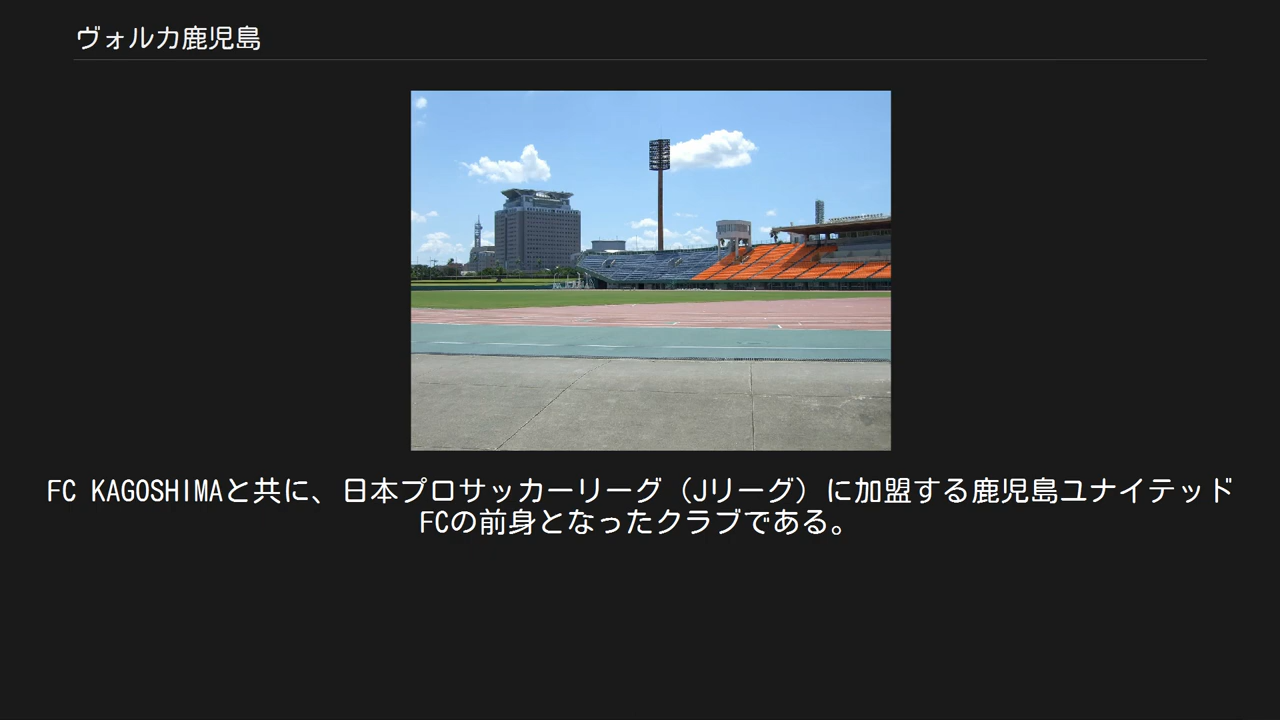 ヴォルカ鹿児島
FC KAGOSHIMAと共に、日本プロサッカーリーグ（Jリーグ）に加盟する鹿児島ユナイテッド
FCの前身となったクラブである。